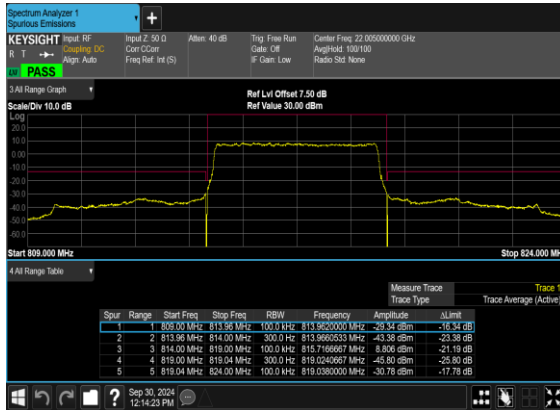 Spectrum Analyzer 1
Spurious Emissions
KEYSIGHT Input: RF Input Z: 50 Ω Atten: 40 dB Trig: Free Run Center Freq: 22.005000000 GHz
R T Coupling: DC Corr CCorr Gate: Off Avg|Hold: 100/100
Align: Auto Freq Ref: Int (S) IF Gain: Low Radio Std: None
LU PASS
3 All Range Graph
Ref Lvl Offset 7.50 dB
Scale/Div 10.0 dB Ref Value 30.00 dBm
Log
20.0
10.0
0.00
-10.0
-20.0
-30.0
-40.0
-50.0
-60.0
Start 809.000 MHz Stop 824.000 MH
4 All Range Table
Measure Trace Trace 1
Trace Type Trace Average (Active)
Spur Range Start Freq Stop Freq RBW Frequency Amplitude ΔLimit
1 1 809.00 MHz 813.96 MHz 100.0 kHz 813.9620000 MHz -29.34 dBm -16.34 dB
2 2 813.96 MHz 814.00 MHz 300.0 Hz 813.9660533 MHz -43.38 dBm -23.38 dB
3 3 814.00 MHz 819.00 MHz 100.0 kHz 815.7166667 MHz 8.806 dBm -21.19 dB
4 4 819.00 MHz 819.04 MHz 300.0 Hz 819.0240667 MHz -45.80 dBm -25.80 dB
5 5 819.04 MHz 824.00 MHz 100.0 kHz 819.0380000 MHz -30.78 dBm -17.78 dB
? Sep 30, 2024
12:14:23 PM